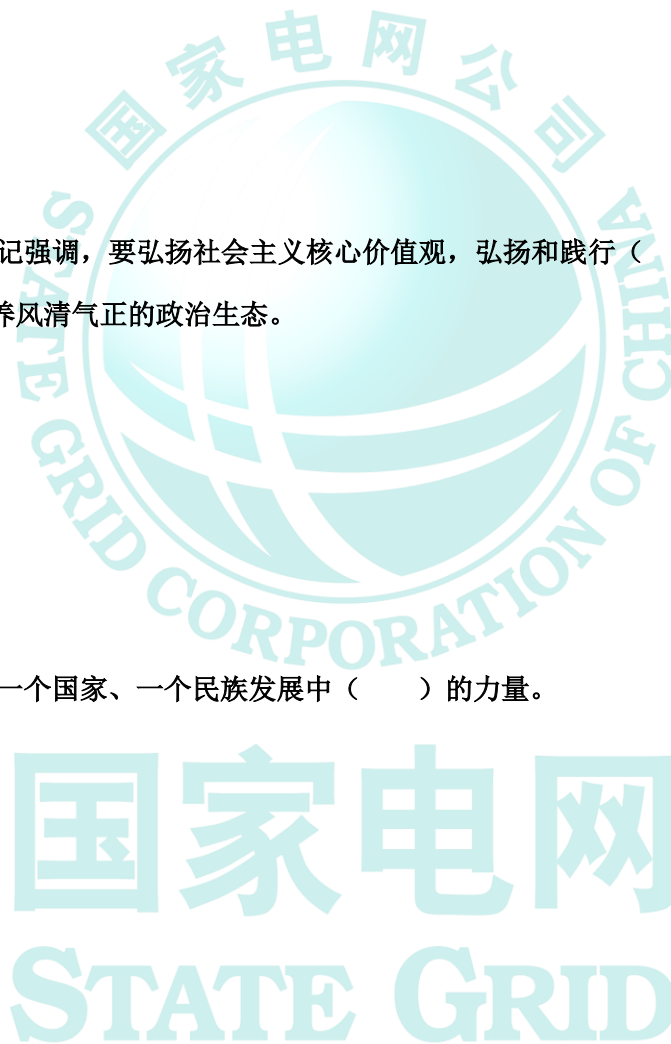 国家电网公司
STATE GRID CORPORATION OF CHINA
记强调，要弘扬社会主义核心价值观，弘扬和践行（
养风清气正的政治生态。
一个国家、一个民族发展中（　　）的力量。
国家电网
STATE GRID